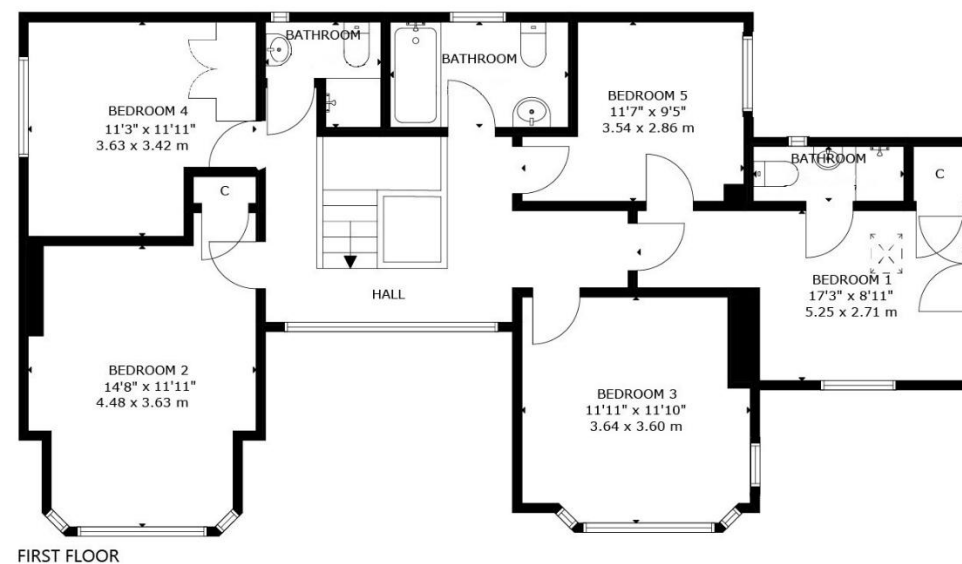 BATHROOM
BATHROOM
BEDROOM 4
11'3" x 11'11"
3.63 x 3.42 m
BEDROOM 5
11'7" x 9'5"
3.54 x 2.86 m
BATHROOM
C
C
HALL
BEDROOM 1
17'3" x 8'11"
5.25 x 2.71 m
BEDROOM 2
14'8" x 11'11"
4.48 x 3.63 m
BEDROOM 3
11'11" x 11'10"
3.64 x 3.60 m
FIRST FLOOR